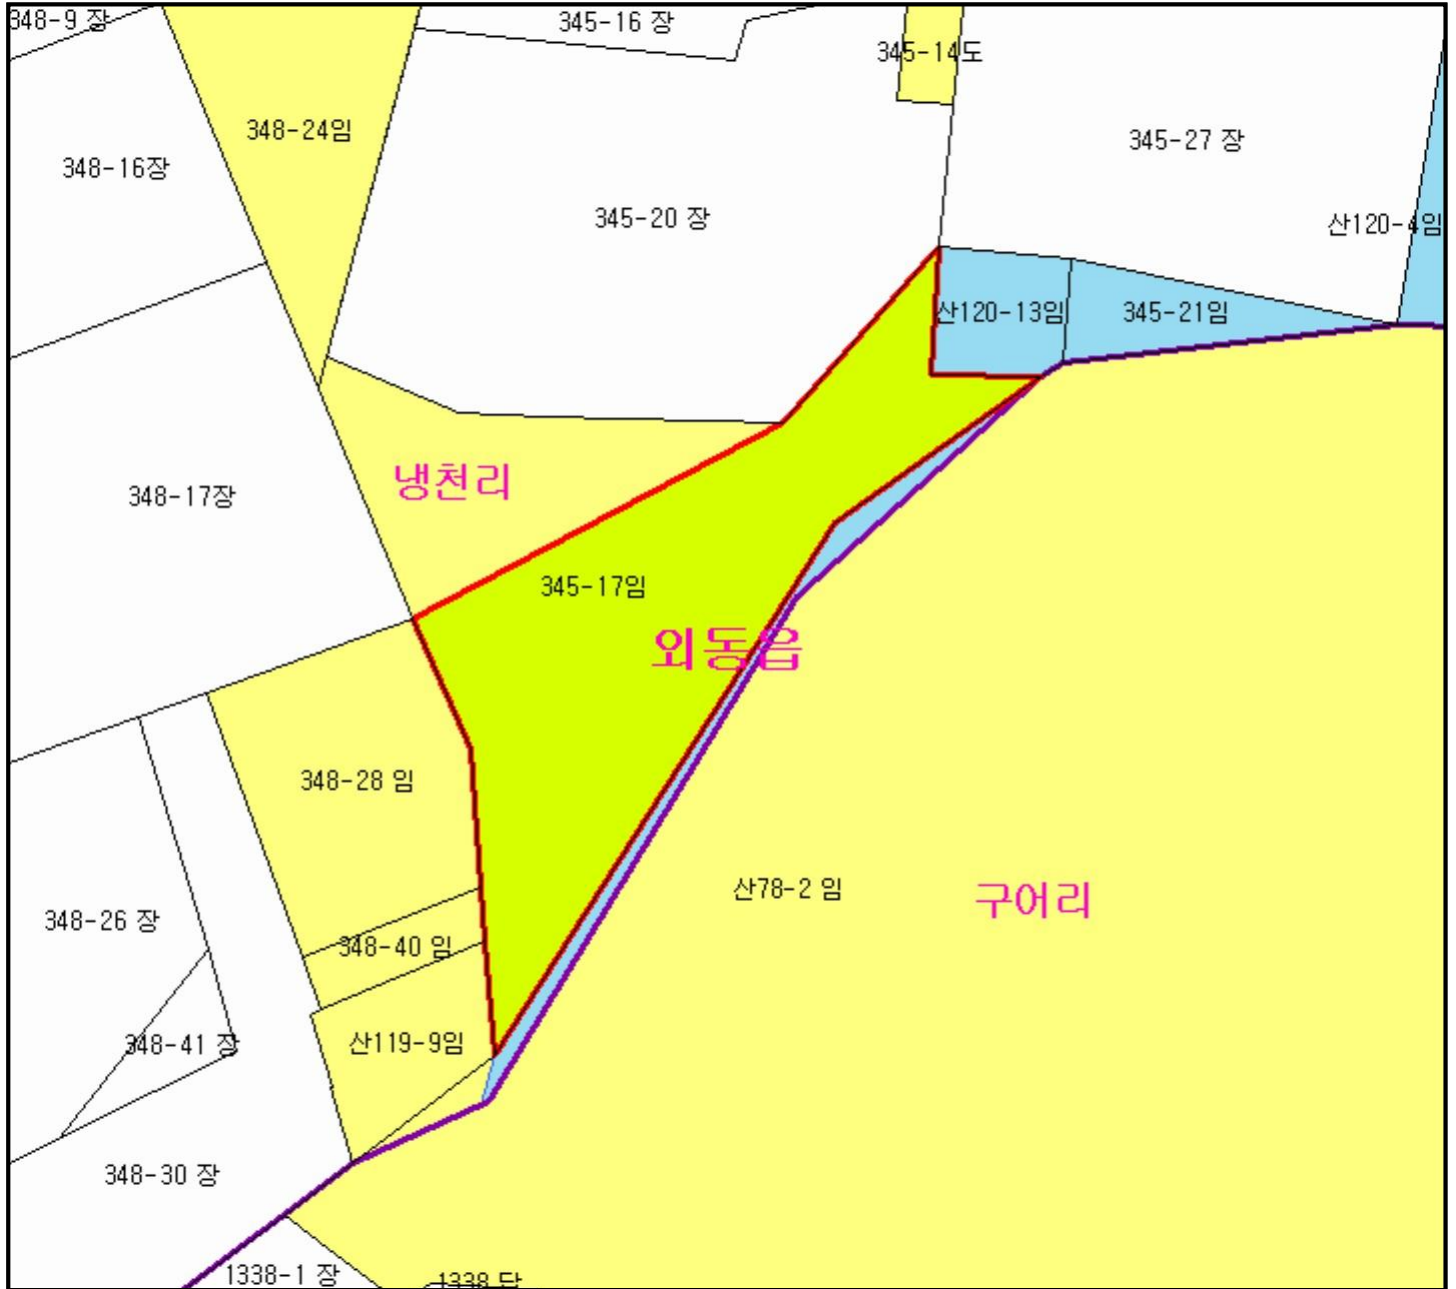 348-9 장
345-16 장
345-14도
348-24임
345-27 장
348-16장
345-20 장
산120-4임
산120-13임
345-21임
냉천리
348-17장
345-17임
외동읍
348-28 임
산78-2 임
구어리
348-26 장
348-40 임
348-41 장
산119-9임
348-30 장
1338-1 장
1338 답